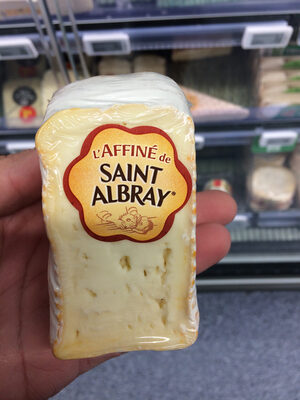 L'AFFINÉ de
SAINT
ALBRAY®